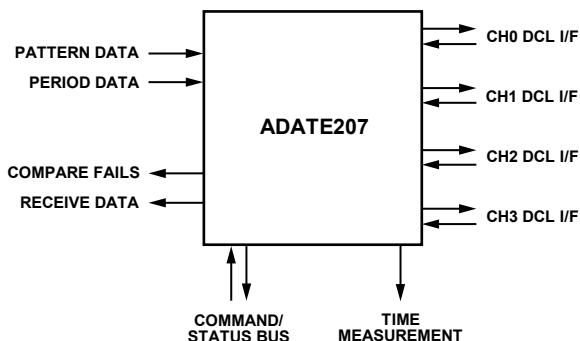 PATTERN DATA
PERIOD DATA
COMPARE FAILS
RECEIVE DATA
ADATE207
CH0 DCL I/F
CH1 DCL I/F
CH2 DCL I/F
CH3 DCL I/F
COMMAND/
STATUS BUS
TIME
MEASUREMENT